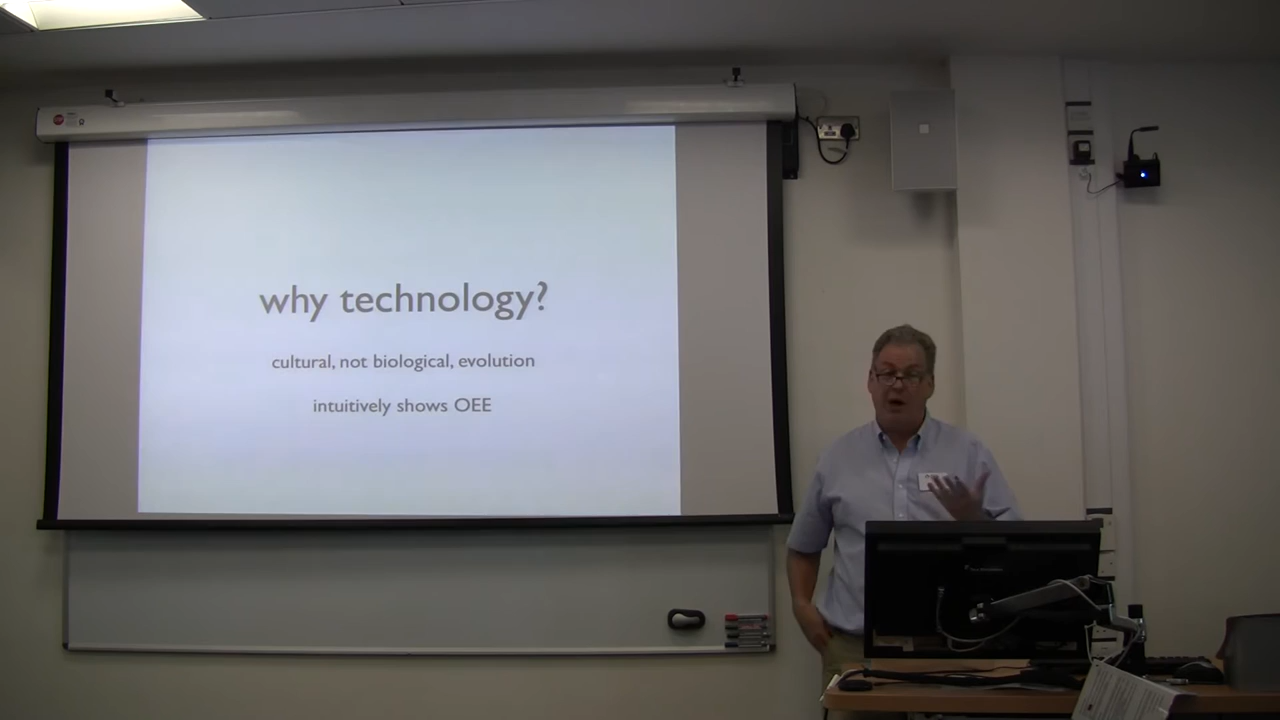 why technology?
cultural, not biological, evolution
intuitively shows OEE